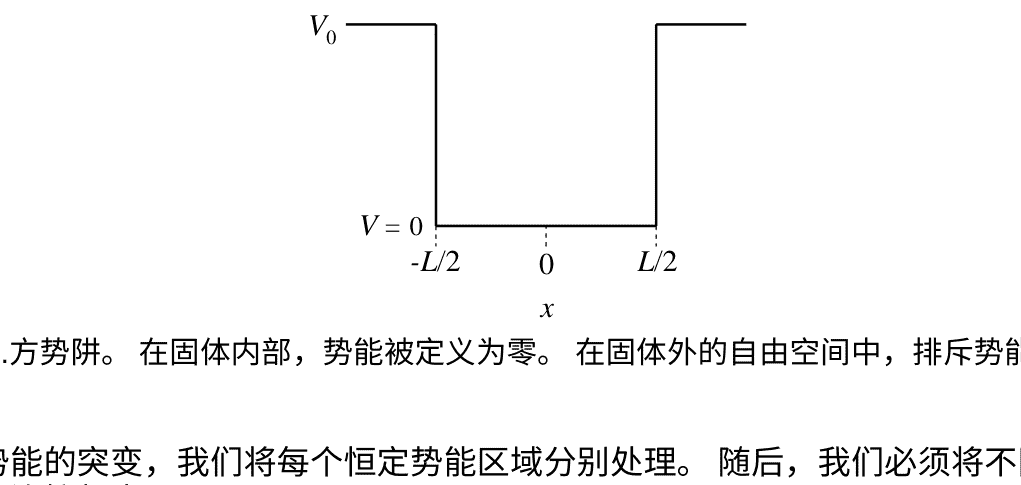 V0
V = 0
-L/2 0 L/2
x
.方势阱。 在固体内部，势能被定义为零。 在固体外的自由空间中，排斥势能
能的突变，我们将每个恒定势能区域分别处理。 随后，我们必须将不